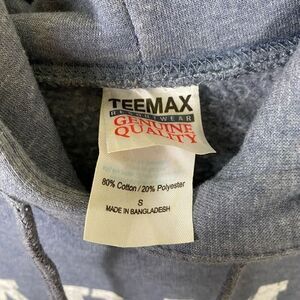 TEEMAX
GENUINE
QUALITY
80% Cotton / 20% Polyester
S
MADE IN BANGLADESH